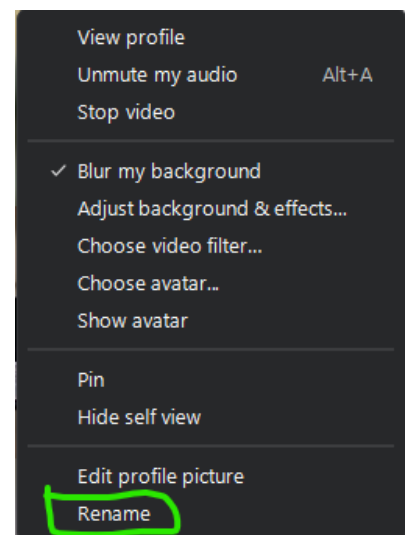 View profile
Unmute my audio Alt+A
Stop video
Blur my background
Adjust background & effects...
Choose video filter...
Choose avatar...
Show avatar
Pin
Hide self view
Edit profile picture
Rename